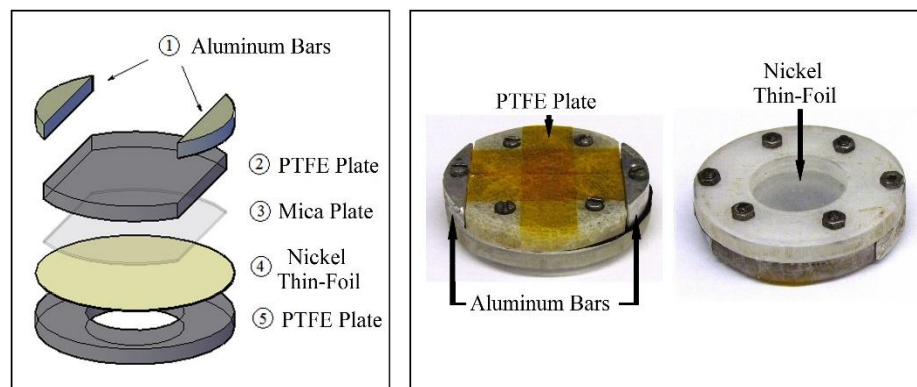 ① Aluminum Bars
② PTFE Plate
③ Mica Plate
④ Nickel
Thin-Foil
⑤ PTFE Plate
PTFE Plate
Nickel
Thin-Foil
Aluminum Bars